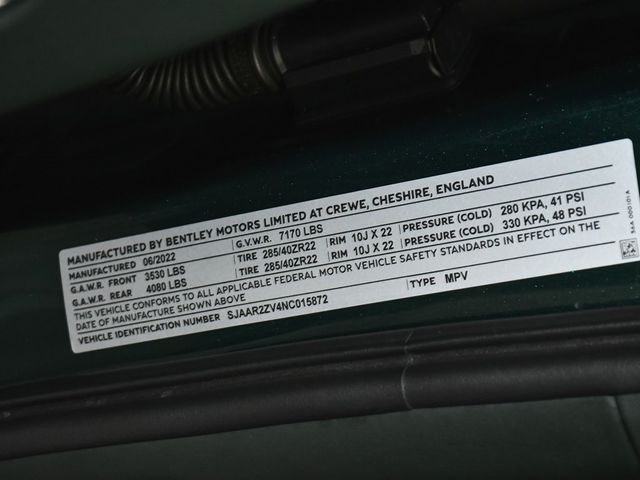 MANUFACTURED BY BENTLEY MOTORS LIMITED AT CREWE, CHESHIRE, ENGLAND
MANUFACTURED 06/2022 G.V.W.R. 7170 LBS
G.A.W.R. FRONT 3530 LBS TIRE 285/40ZR22 RIM 10J X 22 PRESSURE (COLD) 280 KPA, 41 PSI
G.A.W.R. REAR 4080 LBS TIRE 285/40ZR22 RIM 10J X 22 PRESSURE (COLD) 330 KPA, 48 PSI
THIS VEHICLE CONFORMS TO ALL APPLICABLE FEDERAL MOTOR VEHICLE SAFETY STANDARDS IN EFFECT ON THE
DATE OF MANUFACTURE SHOWN ABOVE
VEHICLE IDENTIFICATION NUMBER SJAAR2ZV4NC015872 TYPE MPV